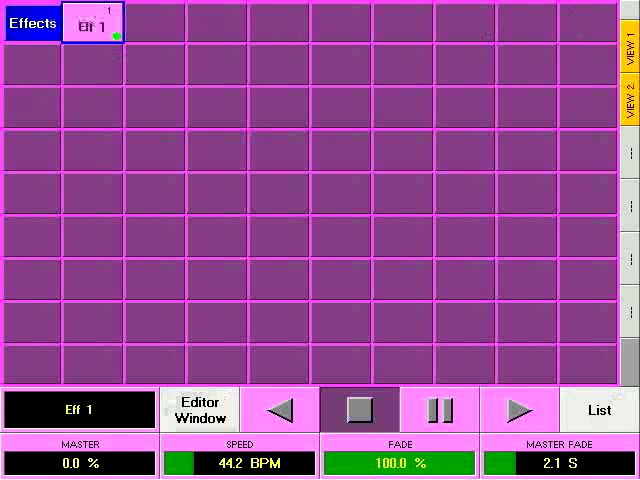 Effects
1
Eff 1
VIEW 1
VIEW 2
---
---
---
---
Eff 1
Editor
Window
List
MASTER
SPEED
FADE
MASTER FADE
0.0 %
44.2 BPM
100.0 %
2.1 S